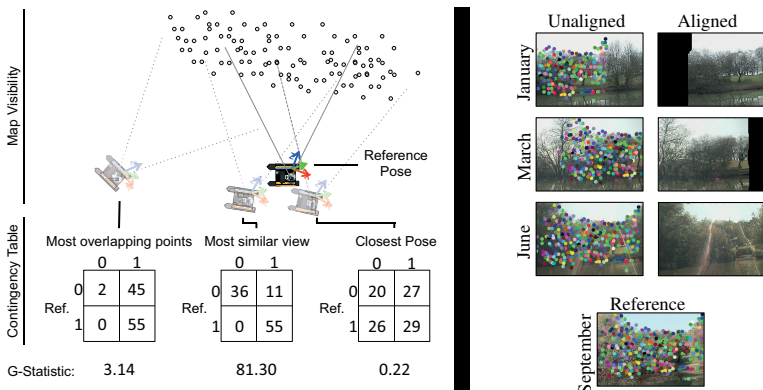 Map Visibility
Reference
Pose
Contingency Table
Most overlapping points
0 1
0 2 45
Ref.
1 0 55
Most similar view
0 1
0 36 11
Ref.
1 0 55
Closest Pose
0 1
0 20 27
Ref.
1 26 29
G-Statistic: 3.14 81.30 0.22
Unaligned Aligned
January
March
June
Reference
September